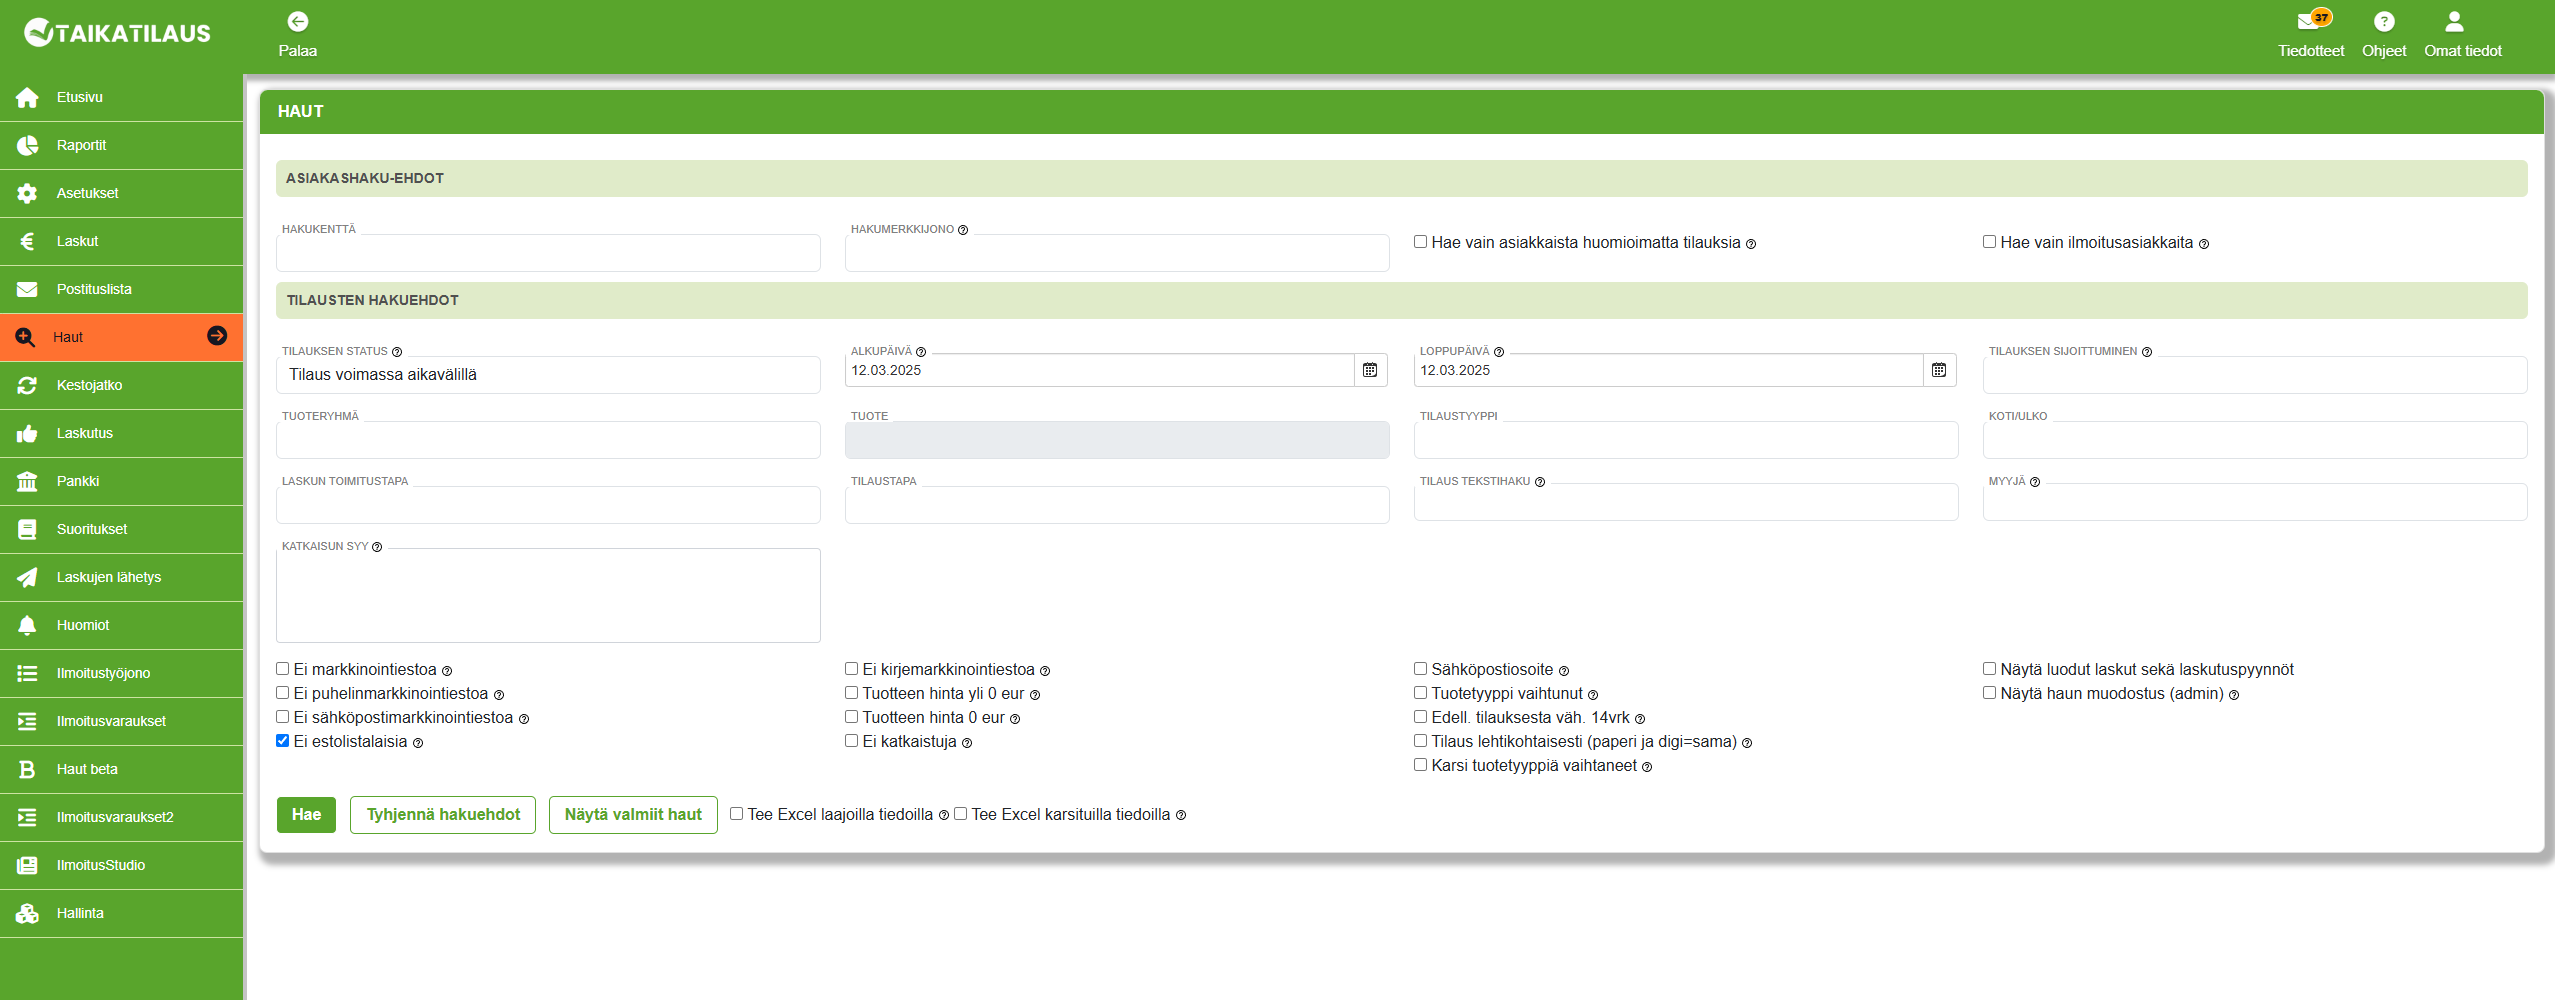 TAIKATILAUS
Palaa
37
Tiedotteet
Ohjeet
Omat tiedot
Etusivu
Raportit
Asetukset
Laskut
Postituslista
Haut
Kestojatko
Laskutus
Pankki
Suoritukset
Laskujen lähetys
Huomiot
Ilmoitustyöjono
Ilmoitusvaraukset
Haut beta
Ilmoitusvaraukset2
IlmoitusStudio
Hallinta
HAUT
ASIAKASHAKU-EHDOT
HAKUKENTTÄ
HAKUMERKKIJONO
Hae vain asiakkaista huomioimatta tilauksia
Hae vain ilmoitusasiakkaita
TILAUSTEN HAKUEHDOT
TILAUKSEN STATUS
Tilaus voimassa aikavälillä
ALKUPÄIVÄ
12.03.2025
LOPPUPÄIVÄ
12.03.2025
TILAUKSEN SIJOITTUMINEN
TUOTERYHMÄ
TUOTE
TILAUSTYYPPI
KOTI/ULKO
LASKUN TOIMITUSTAPA
TILAUSTAPA
TILAUS TEKSTIHAKU
MYYJÄ
KATKAISUN SYY
Ei markkinointiestoa
Ei puhelinmarkkinointiestoa
Ei sähköpostimarkkinointiestoa
Ei estolistalaisia
Ei kirjemarkkinointiestoa
Tuotteen hinta yli 0 eur
Tuotteen hinta 0 eur
Ei katkaistuja
Sähköpostiosoite
Tuotetyyppi vaihtunut
Edell. tilauksesta väh. 14vrk
Tilaus lehtikohtaisesti (paperi ja digi=sama)
Karsi tuotetyyppiä vaihtaneet
Näytä luodut laskut sekä laskutuspyynnöt
Näytä haun muodostus (admin)
Hae
Tyhjennä hakuehdot
Näytä valmiit haut
Tee Excel laajoilla tiedoilla
Tee Excel karsituilla tiedoilla